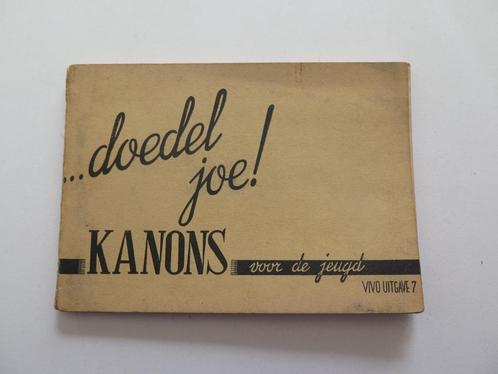 ...doedel
joe!
KANONS voor de jeugd
VIVO UITGAVE 7